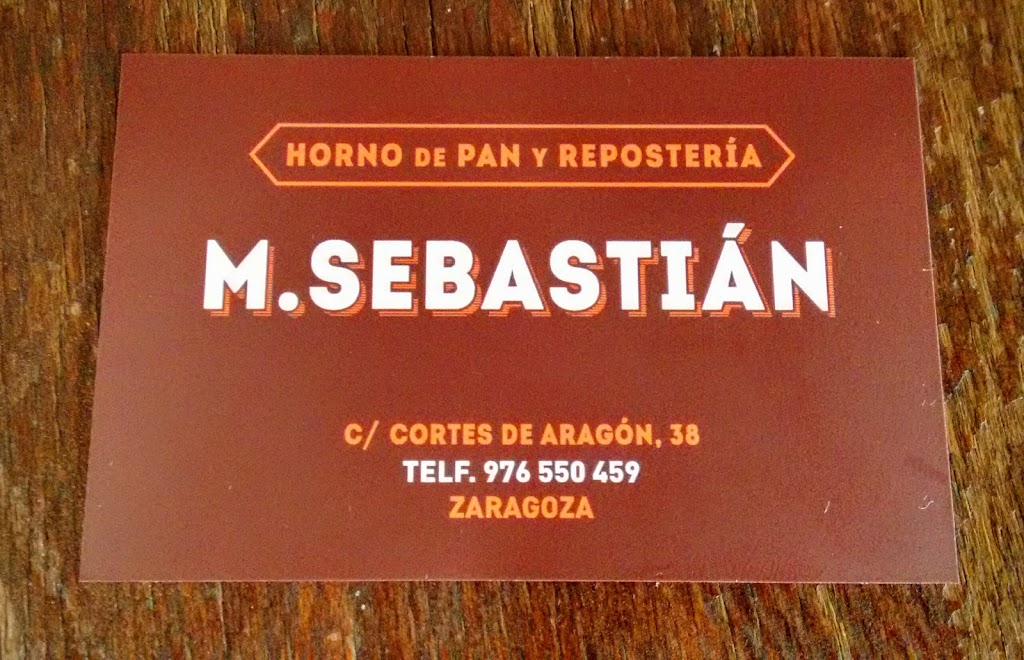 HORNO DE PAN Y REPOSTERÍA
M.SEBASTIÁN
C/ CORTES DE ARAGÓN, 38
TELF. 976 550 459
ZARAGOZA